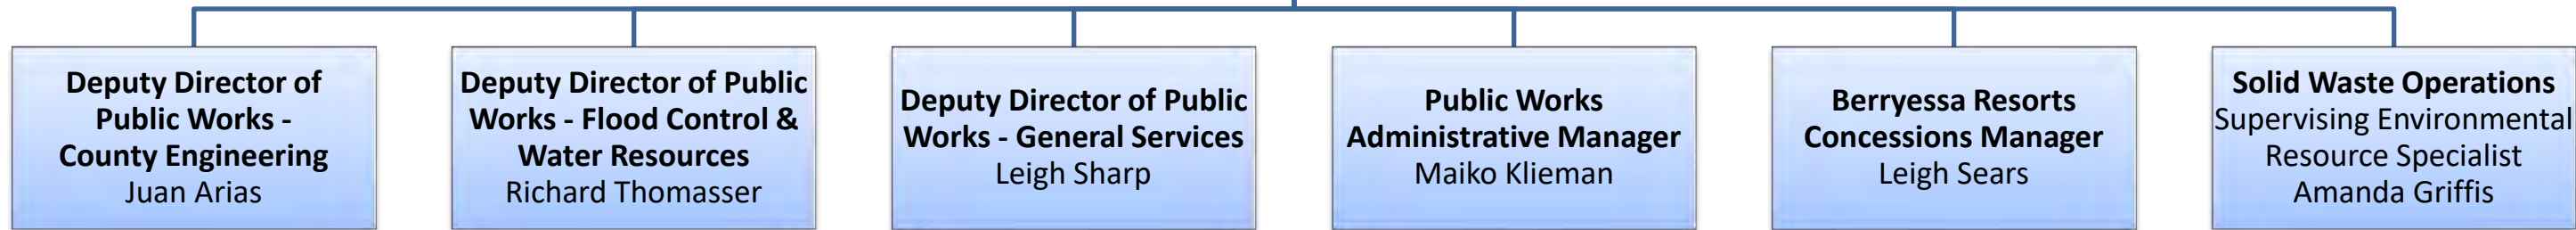 Deputy Director of
Public Works -
County Engineering
Juan Arias
Deputy Director of Public
Works - Flood Control &
Water Resources
Richard Thomasser
Deputy Director of Public
Works - General Services
Leigh Sharp
Public Works
Administrative Manager
Maiko Klieman
Berryessa Resorts
Concessions Manager
Leigh Sears
Solid Waste Operations
Supervising Environmental
Resource Specialist
Amanda Griffis